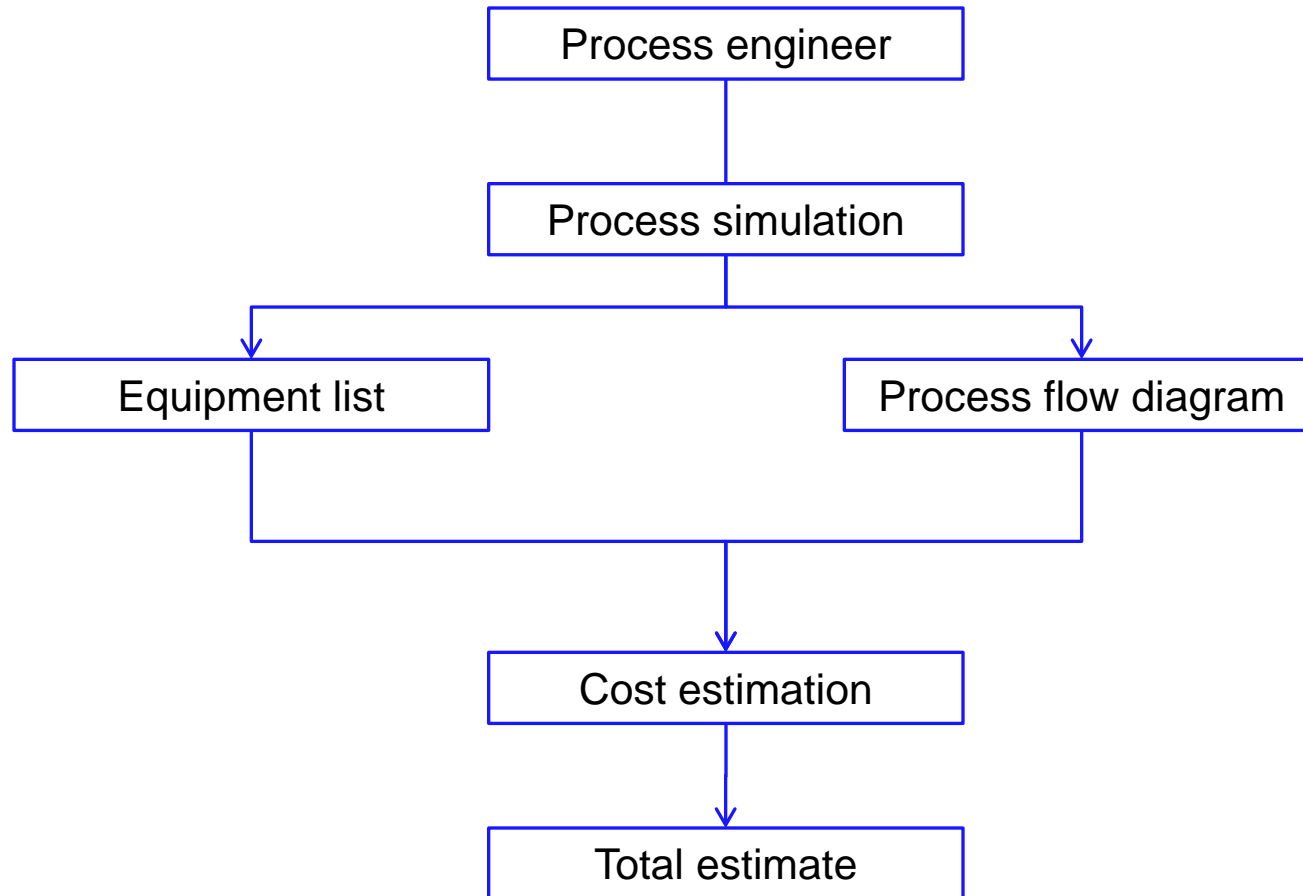 Process engineer
Process simulation
Equipment list
Process flow diagram
Cost estimation
Total estimate